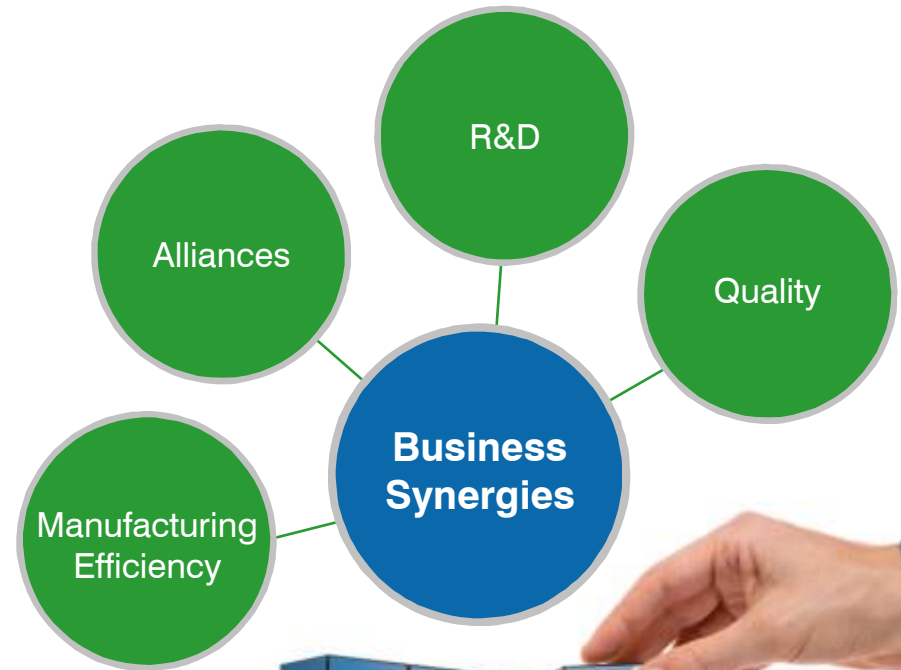 R&D
Alliances
Quality
Business
Synergies
Manufacturing
Efficiency